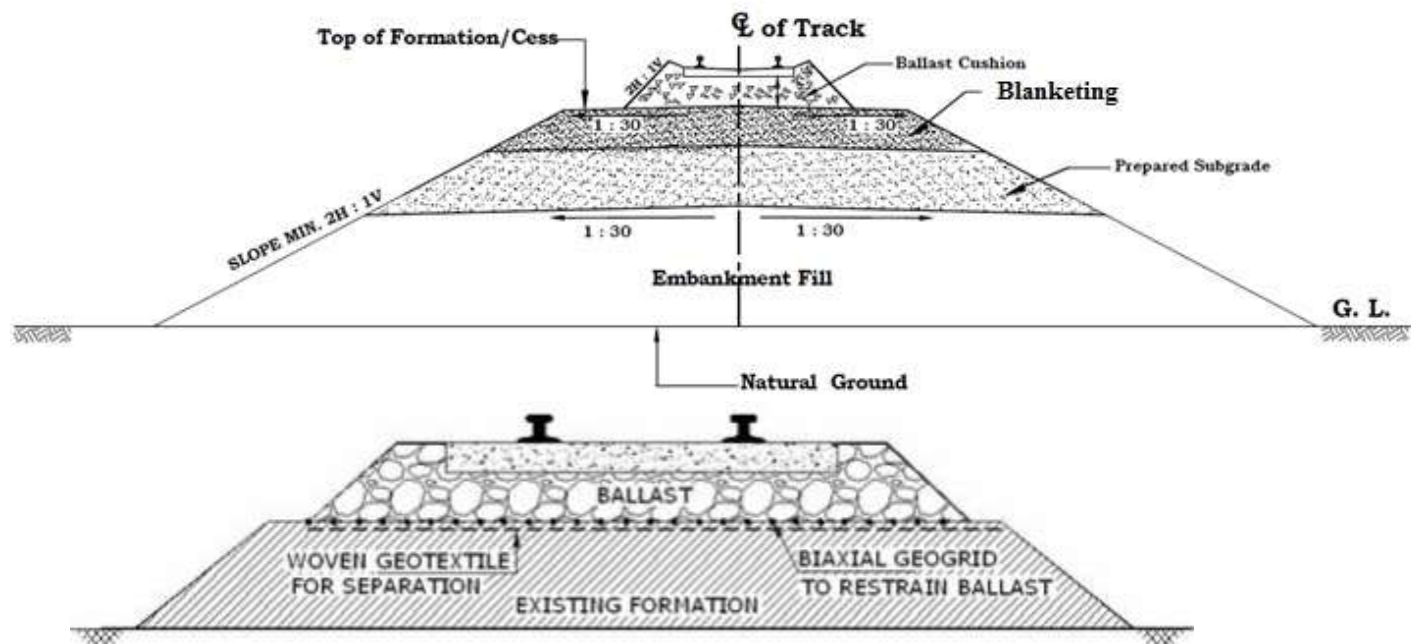 ℄ of Track
Top of Formation/Cess
Ballast Cushion
2H : 1V
Blanketing
1 : 30
1 : 30
Prepared Subgrade
SLOPE MIN. 2H : 1V
1 : 30
1 : 30
Embankment Fill
G. L.
Natural Ground
BALLAST
WOVEN GEOTEXTILE
FOR SEPARATION
BIAXIAL GEOGRID
TO RESTRAIN BALLAST
EXISTING FORMATION